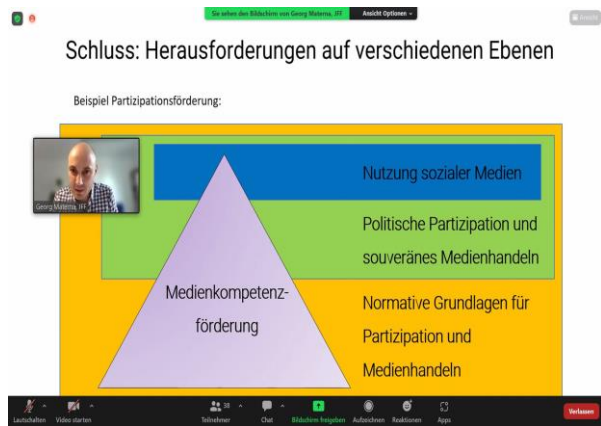 Sie sehen den Bildschirm von Georg Materna, JFF Ansicht Optionen
Ansicht
Schluss: Herausforderungen auf verschiedenen Ebenen
Beispiel Partizipationsförderung:
Georg Materna, JFF
Nutzung sozialer Medien
Politische Partizipation und
souveränes Medienhandeln
Medienkompetenz-
förderung
Normative Grundlagen für
Partizipation und
Medienhandeln
Lautschalten Video starten Teilnehmer 38 Chat Bildschirm freigeben Aufzeichnen Reaktionen Apps Verlassen